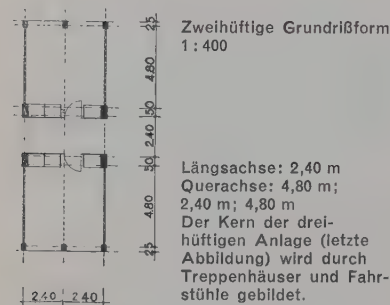 Zweihüftige Grundrißform
1 : 400
25
4,80
50
2,40
50
4,80
25
2,40 2,40
Längsachse: 2,40 m
Querachse: 4,80 m;
2,40 m; 4,80 m
Der Kern der drei-
hüftigen Anlage (letzte
Abbildung) wird durch
Treppenhäuser und Fahr-
stühle gebildet.